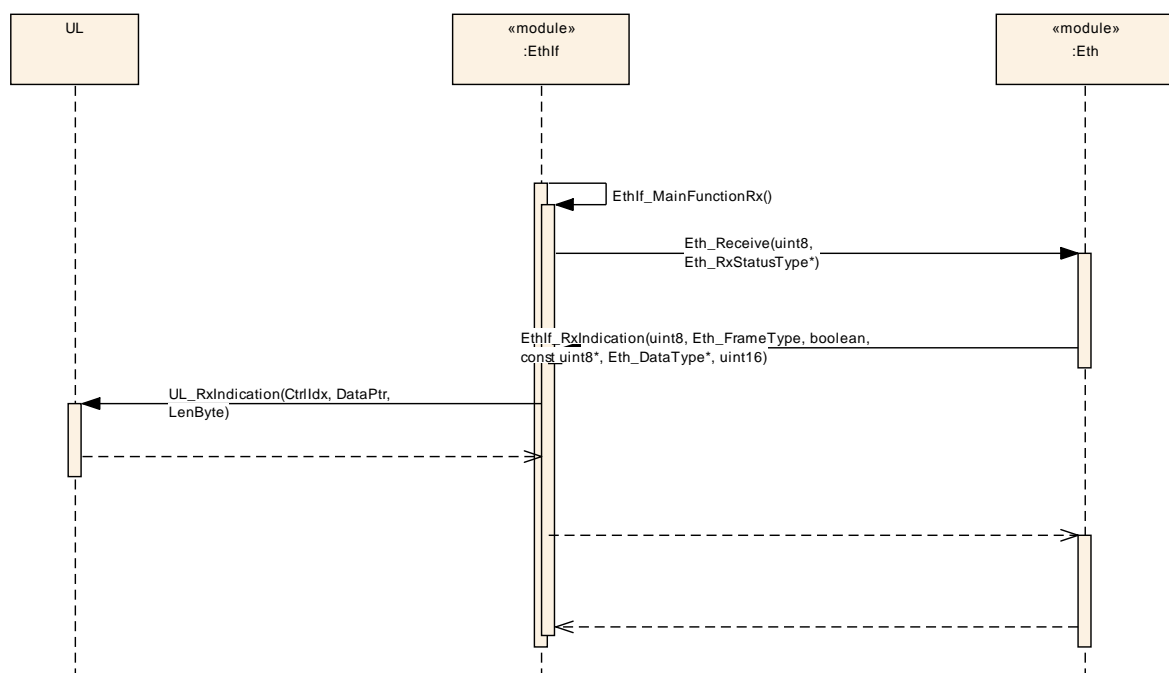 UL
«module»
:EthIf
«module»
:Eth
EthIf_MainFunctionRx()
Eth_Receive(uint8,
Eth_RxStatusType*)
EthIf_RxIndication(uint8, Eth_FrameType, boolean,
const uint8*, Eth_DataType*, uint16)
UL_RxIndication(CtrlIdx, DataPtr,
LenByte)